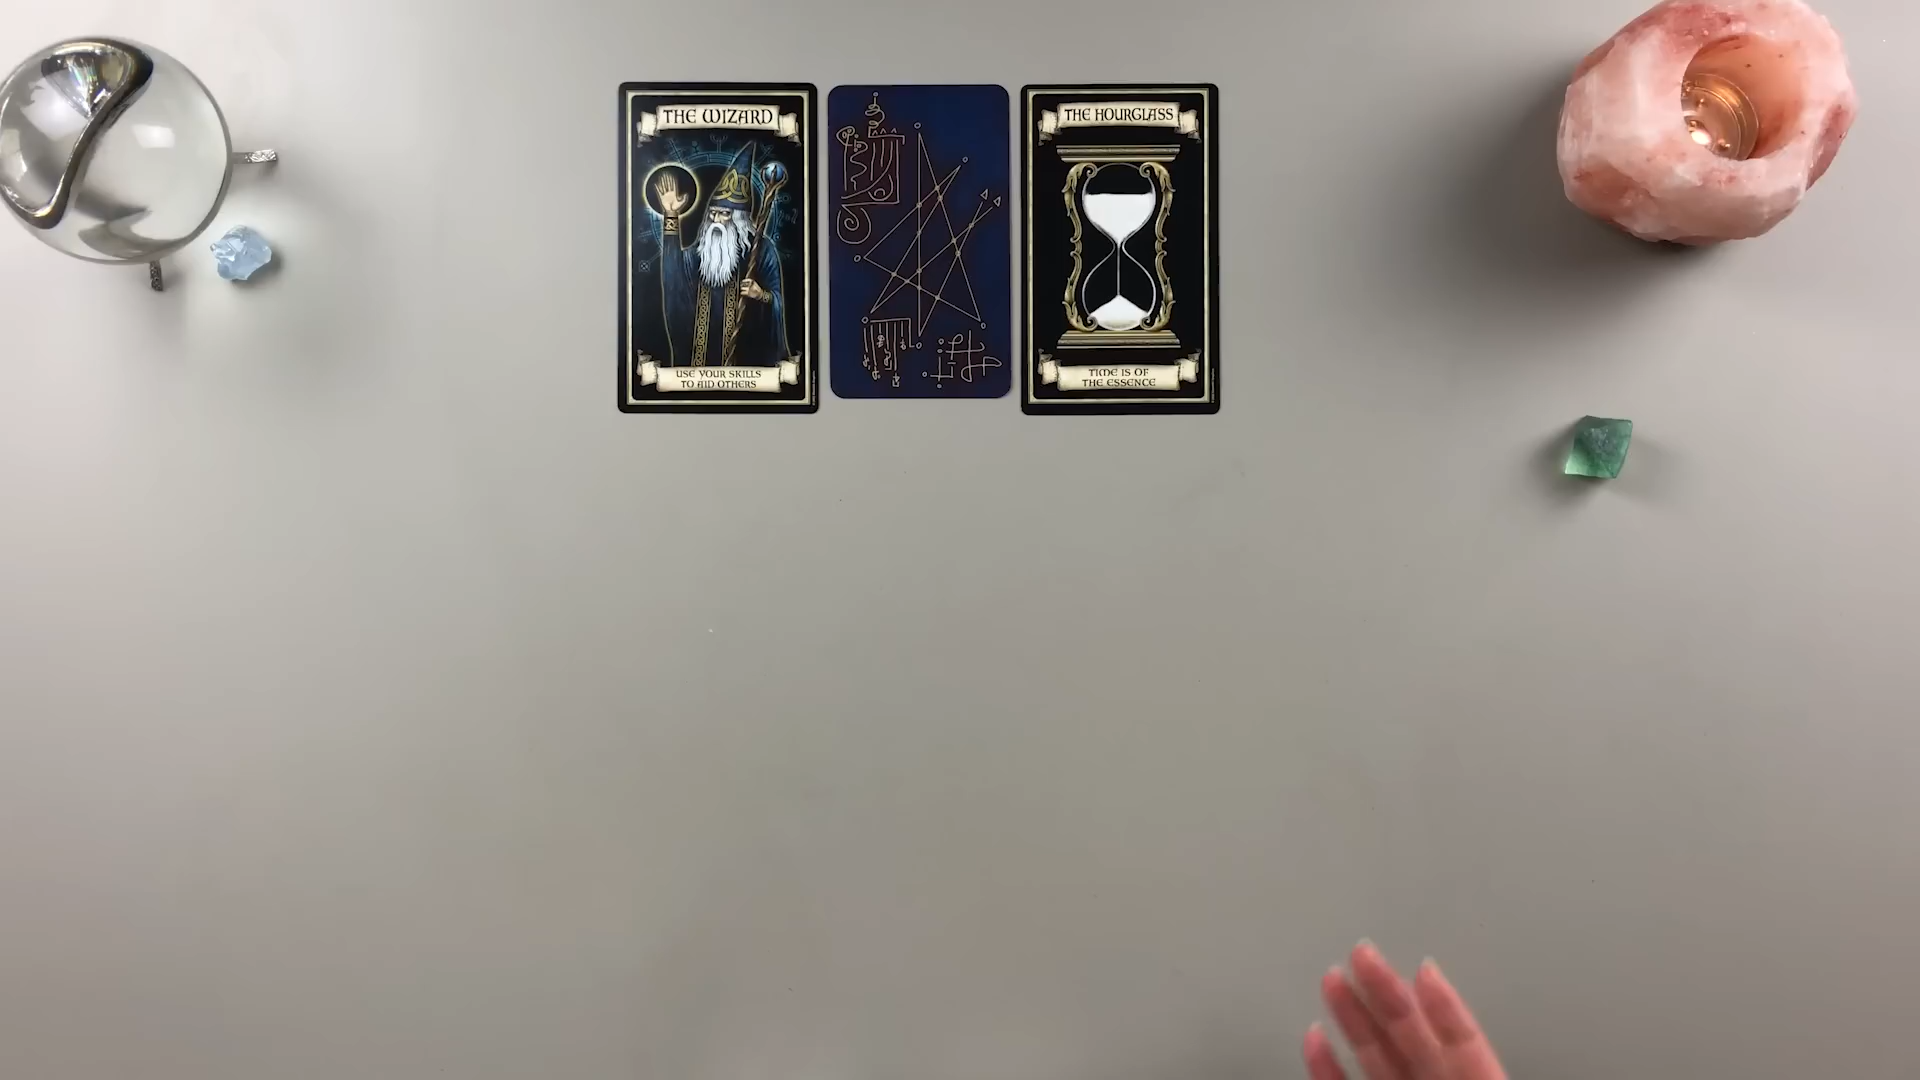 THE WIZARD
USE YOUR SKILLS
TO AID OTHERS
THE HOURGLASS
TIME IS OF
THE ESSENCE